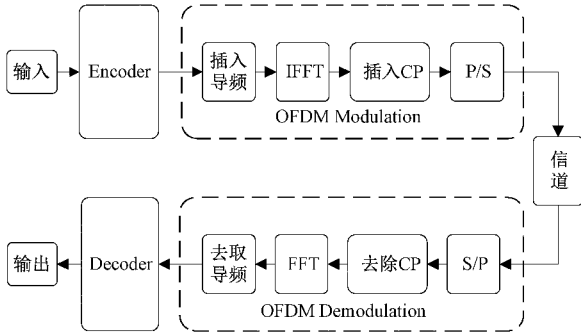 输入
Encoder
插入
导频
IFFT
插入CP
P/S
OFDM Modulation
信
道
输出
Decoder
去取
导频
FFT
去除CP
S/P
OFDM Demodulation